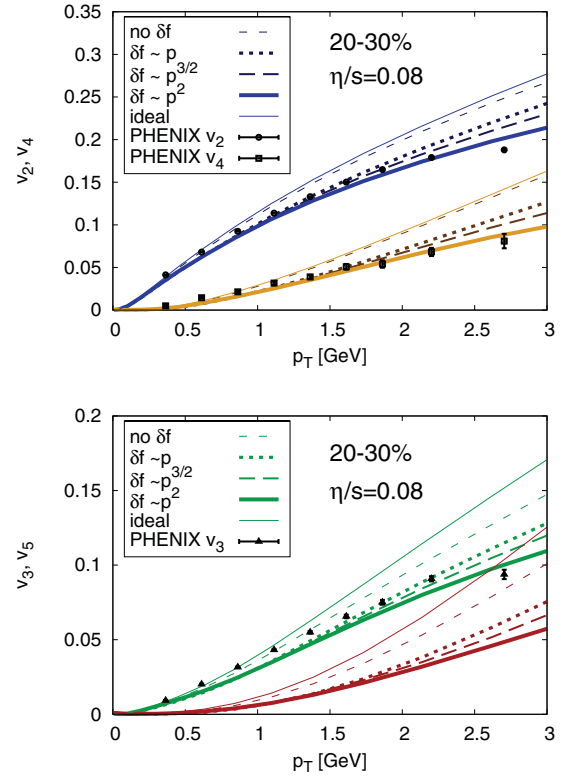 0.35
0.3
0.25
0.2
0.15
0.1
0.05
0
v2, v4
no δf
δf ~ p
δf ~ p^3/2
δf ~ p^2
ideal
PHENIX v2
PHENIX v4
20-30%
η/s=0.08
0 0.5 1 1.5 2 2.5 3
pT [GeV]
0.2
0.15
0.1
0.05
0
v3, v5
no δf
δf ~p
δf ~p^3/2
δf ~p^2
ideal
PHENIX v3
20-30%
η/s=0.08
0 0.5 1 1.5 2 2.5 3
pT [GeV]